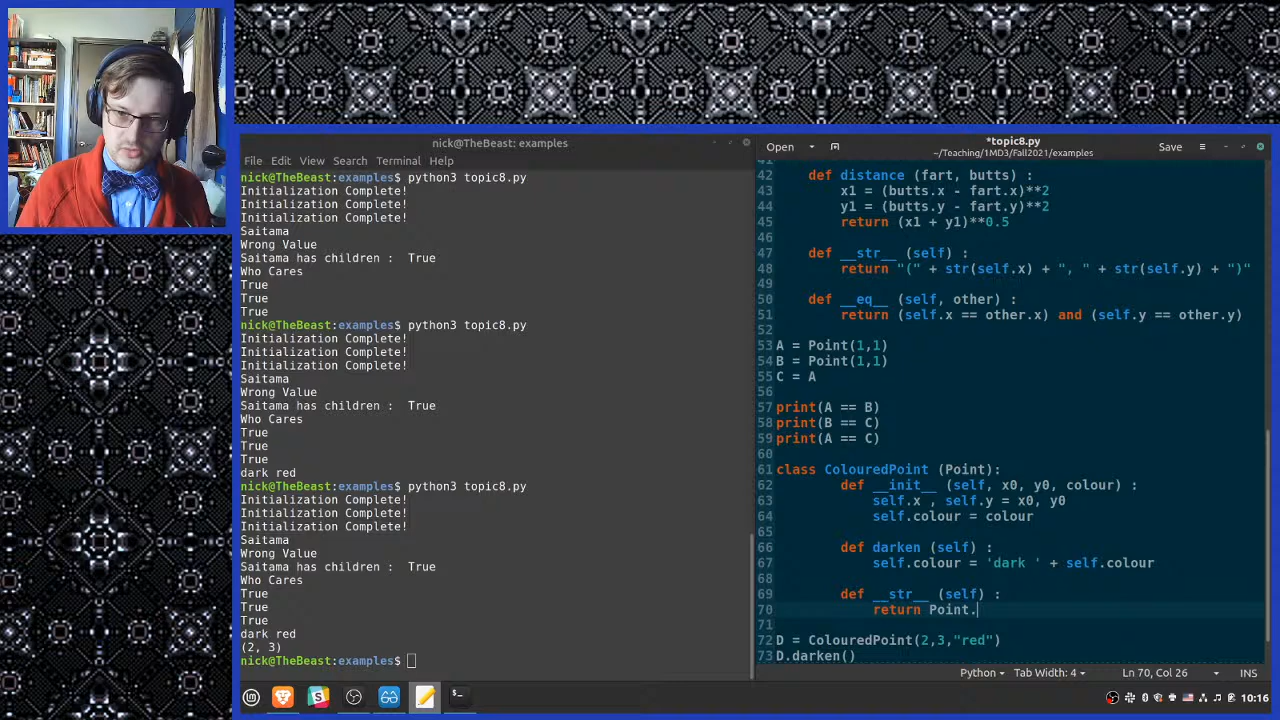 nick@TheBeast: examples
File Edit View Search Terminal Help
nick@TheBeast:examples$ python3 topic8.py
Initialization Complete!
Initialization Complete!
Initialization Complete!
Saitama
Wrong Value
Saitama has children :  True
Who Cares
True
True
True
nick@TheBeast:examples$ python3 topic8.py
Initialization Complete!
Initialization Complete!
Initialization Complete!
Saitama
Wrong Value
Saitama has children :  True
Who Cares
True
True
True
dark red
nick@TheBeast:examples$ python3 topic8.py
Initialization Complete!
Initialization Complete!
Initialization Complete!
Saitama
Wrong Value
Saitama has children :  True
Who Cares
True
True
True
dark red
(2, 3)
nick@TheBeast:examples$
*topic8.py
Open ~/Teaching/1MD3/Fall2021/examples Save
41
42 def distance (fart, butts) :
43 x1 = (butts.x - fart.x)**2
44 y1 = (butts.y - fart.y)**2
45 return (x1 + y1)**0.5
46
47 def __str__ (self) :
48 return "(" + str(self.x) + ", " + str(self.y) + ")"
49
50 def __eq__ (self, other) :
51 return (self.x == other.x) and (self.y == other.y)
52
53 A = Point(1,1)
54 B = Point(1,1)
55 C = A
56
57 print(A == B)
58 print(B == C)
59 print(A == C)
60
61 class ColouredPoint (Point):
62 def __init__ (self, x0, y0, colour) :
63 self.x , self.y = x0, y0
64 self.colour = colour
65
66 def darken (self) :
67 self.colour = 'dark ' + self.colour
68
69 def __str__ (self) :
70 return Point.
71
72 D = ColouredPoint(2,3,"red")
73 D.darken()
Python Tab Width: 4 Ln 70, Col 26 INS
10:16